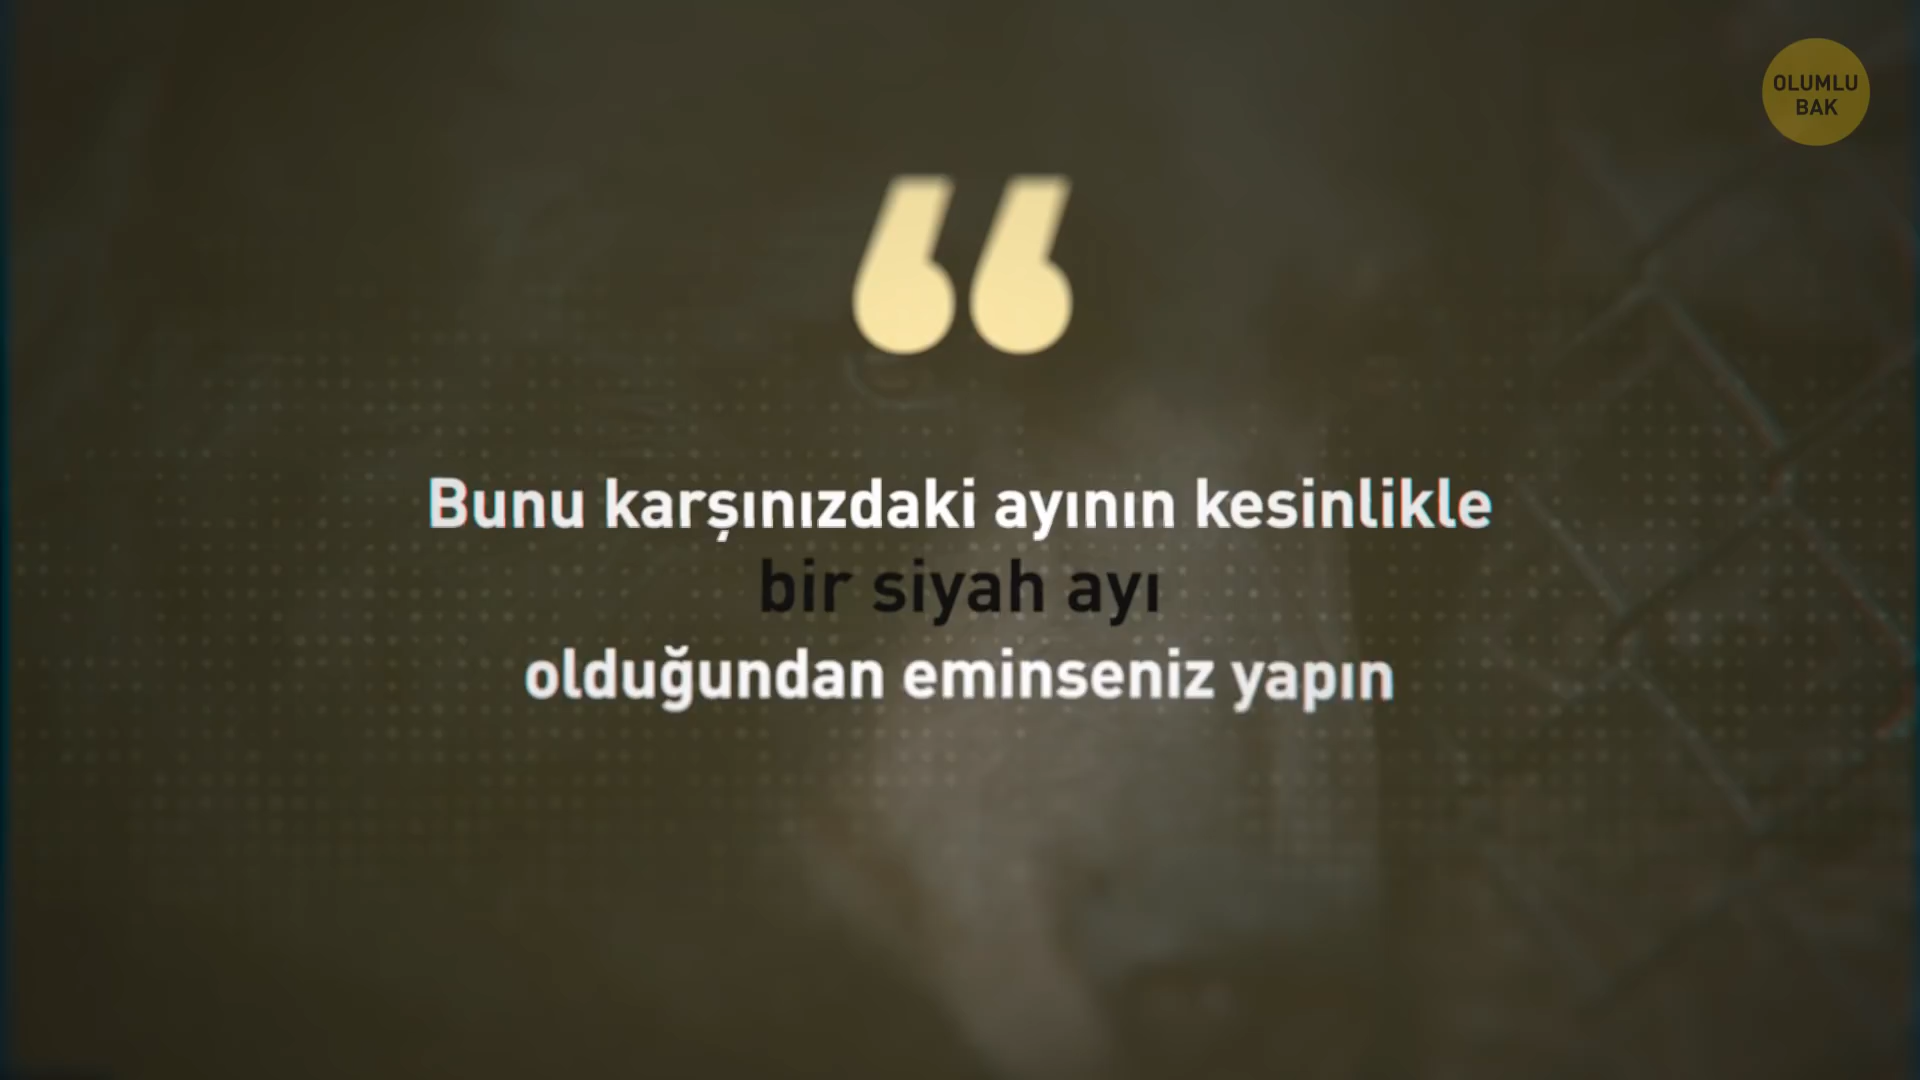 OLUMLU
BAK
“
Bunu karşınızdaki ayının kesinlikle
bir siyah ayı
olduğundan eminseniz yapın